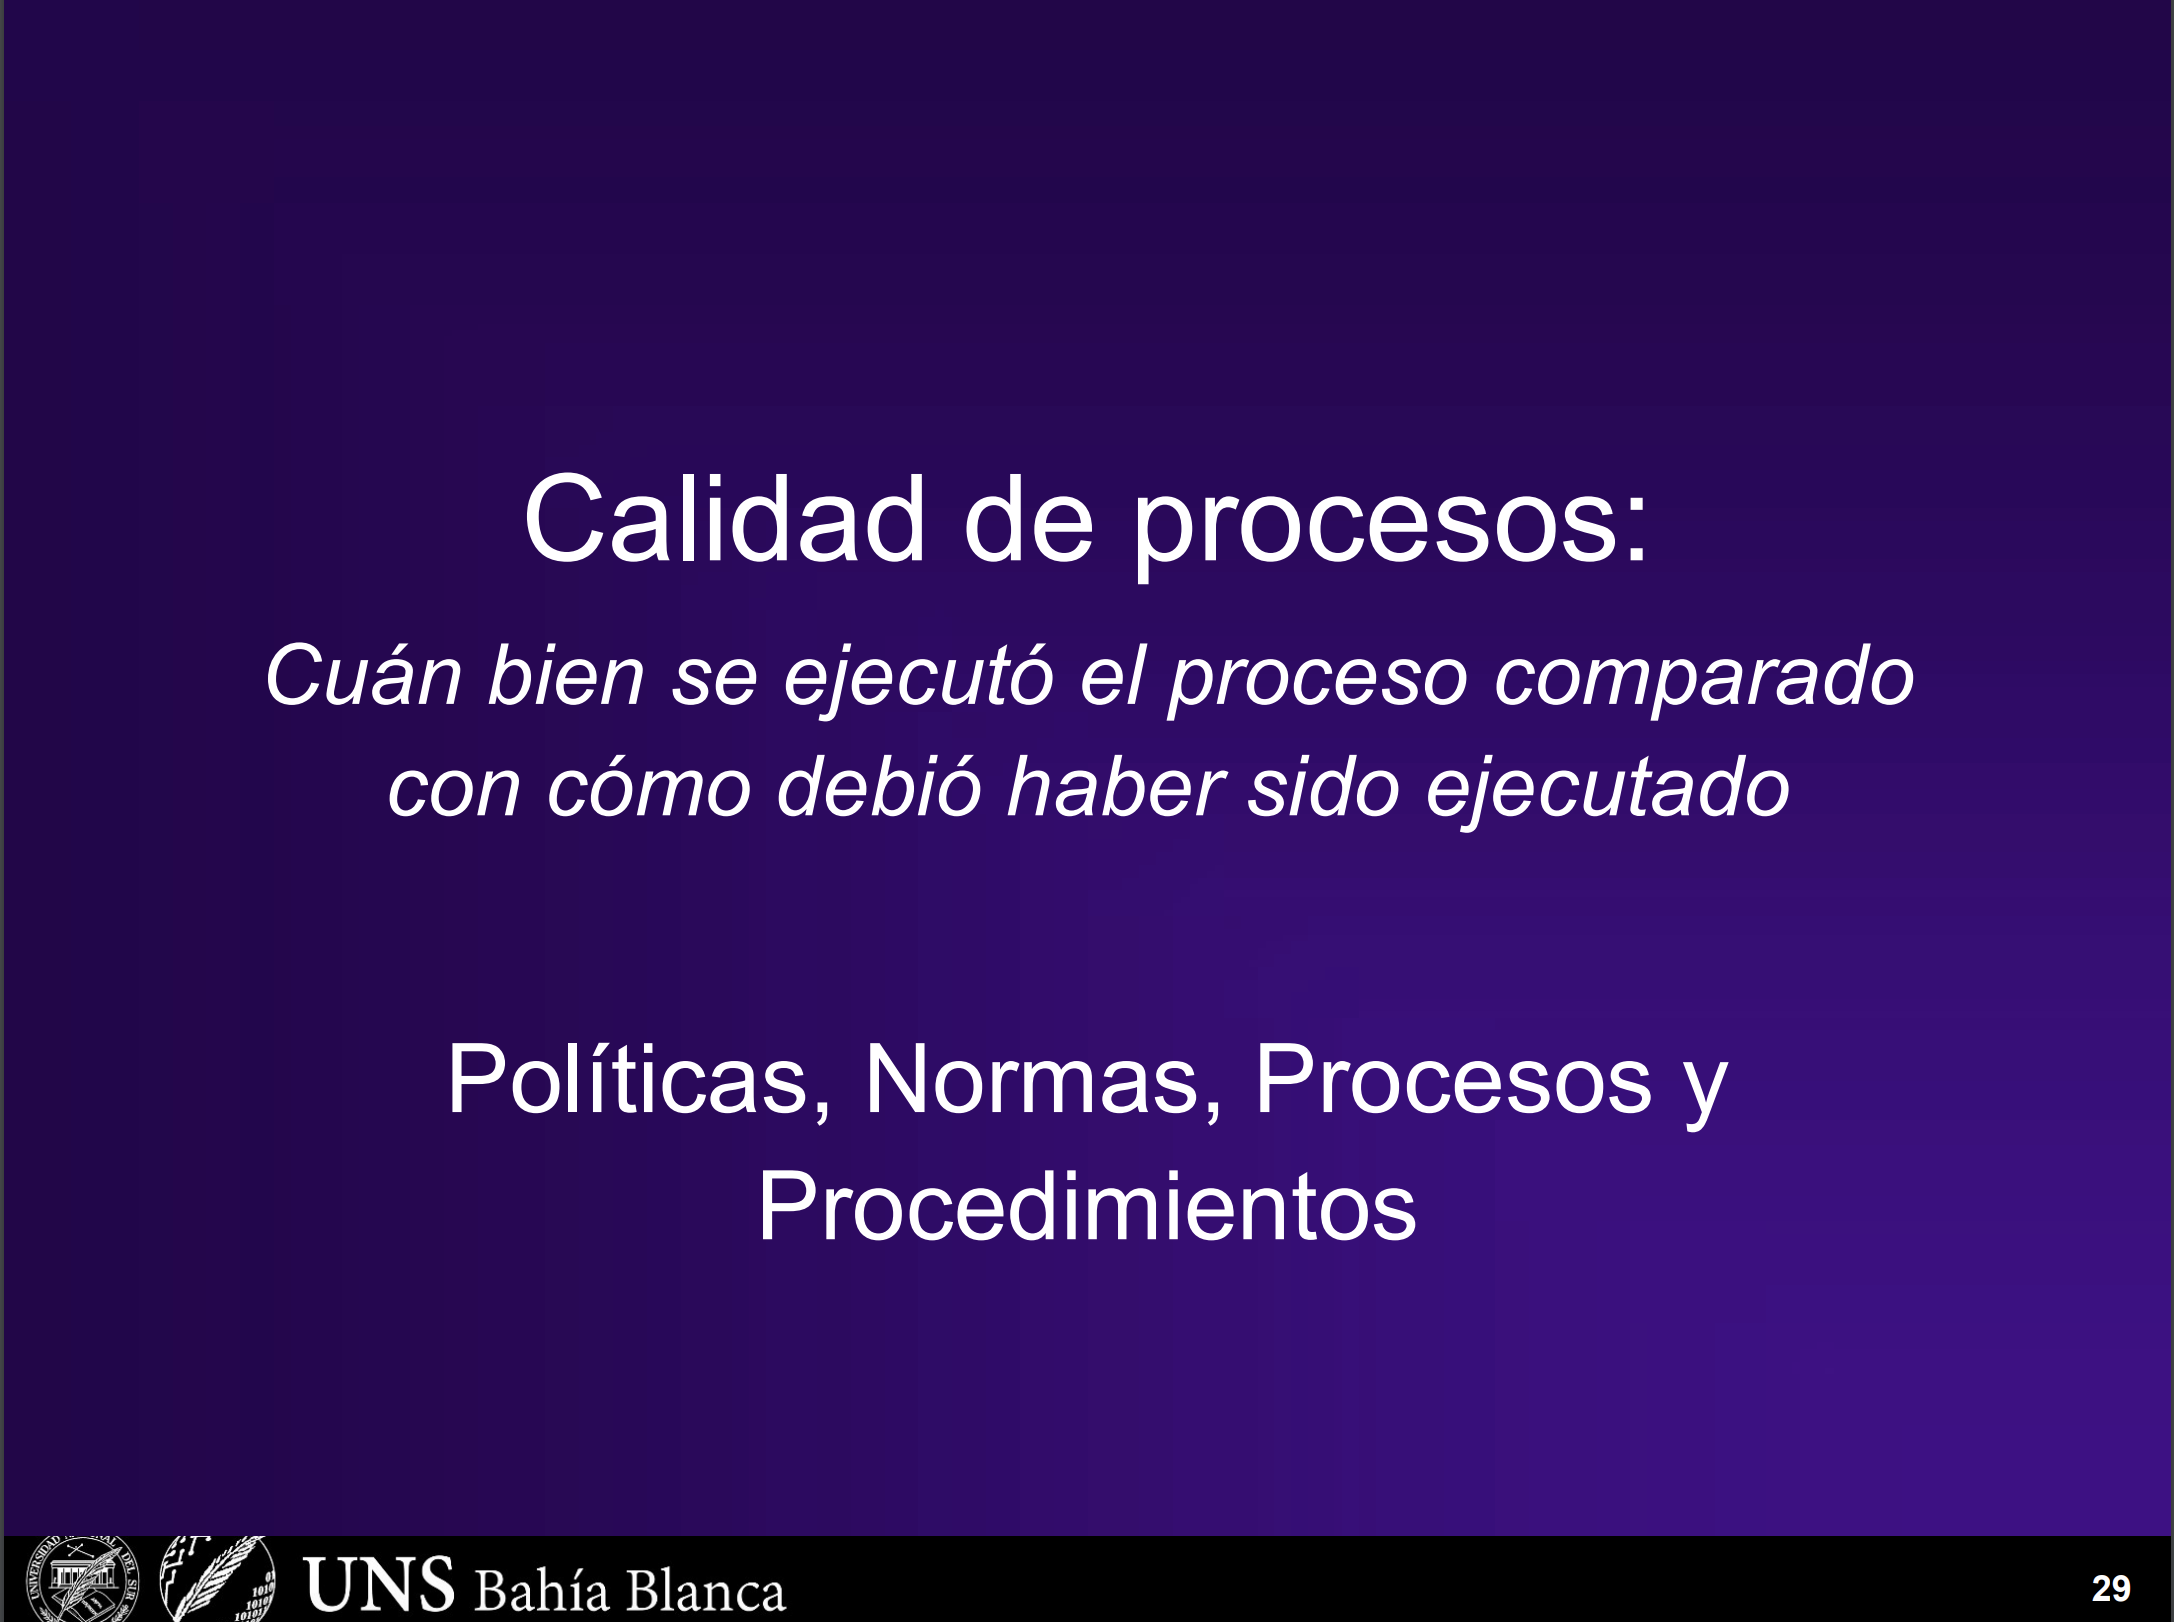 Calidad de procesos:
Cuán bien se ejecutó el proceso comparado
con cómo debió haber sido ejecutado
Políticas, Normas, Procesos y
Procedimientos
UNS Bahía Blanca
29